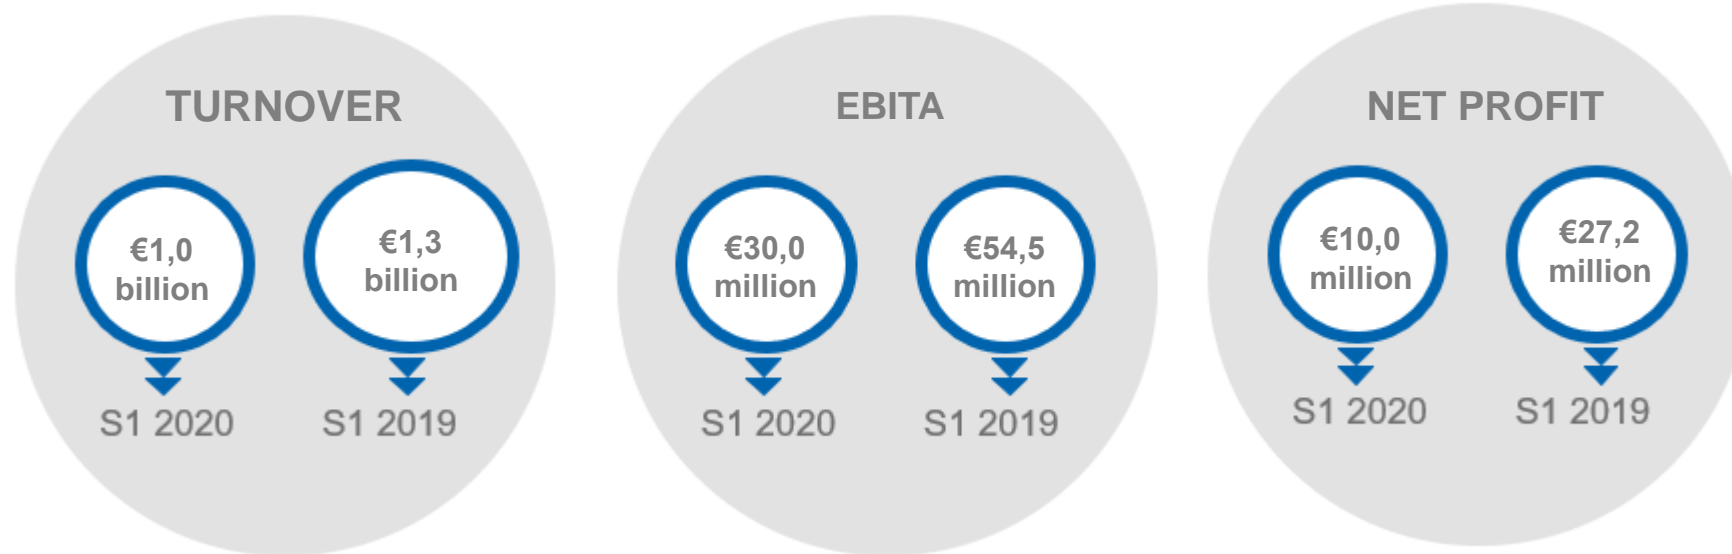 TURNOVER
€1,0
billion
€1,3
billion
S1 2020
S1 2019
EBITA
€30,0
million
€54,5
million
S1 2020
S1 2019
NET PROFIT
€10,0
million
€27,2
million
S1 2020
S1 2019